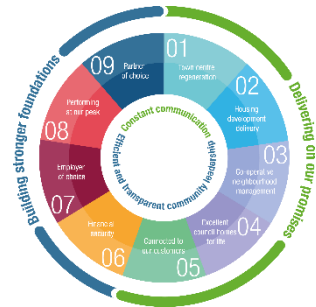 Building stronger foundations
Delivering on our promises
Constant communication
Efficient and transparent community leadership
01
Town centre
regeneration
02
Housing
development
delivery
03
Co-operative
neighbourhood
management
04
Excellent
council homes
for life
05
Connected to
our customers
06
Financial
security
07
Employer
of choice
08
Performing
at our peak
09
Partner
of choice